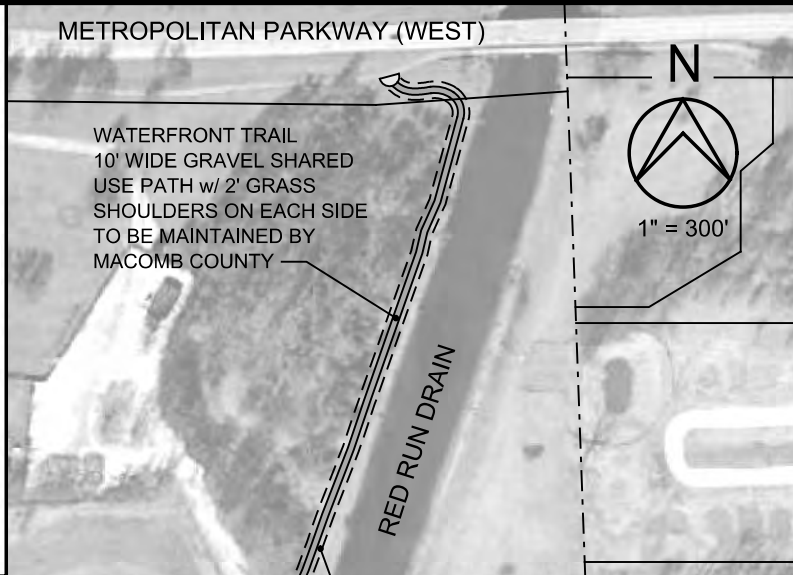 METROPOLITAN PARKWAY (WEST)
N
WATERFRONT TRAIL
10' WIDE GRAVEL SHARED
USE PATH w/ 2' GRASS
SHOULDERS ON EACH SIDE
TO BE MAINTAINED BY
MACOMB COUNTY
1" = 300'
RED RUN DRAIN